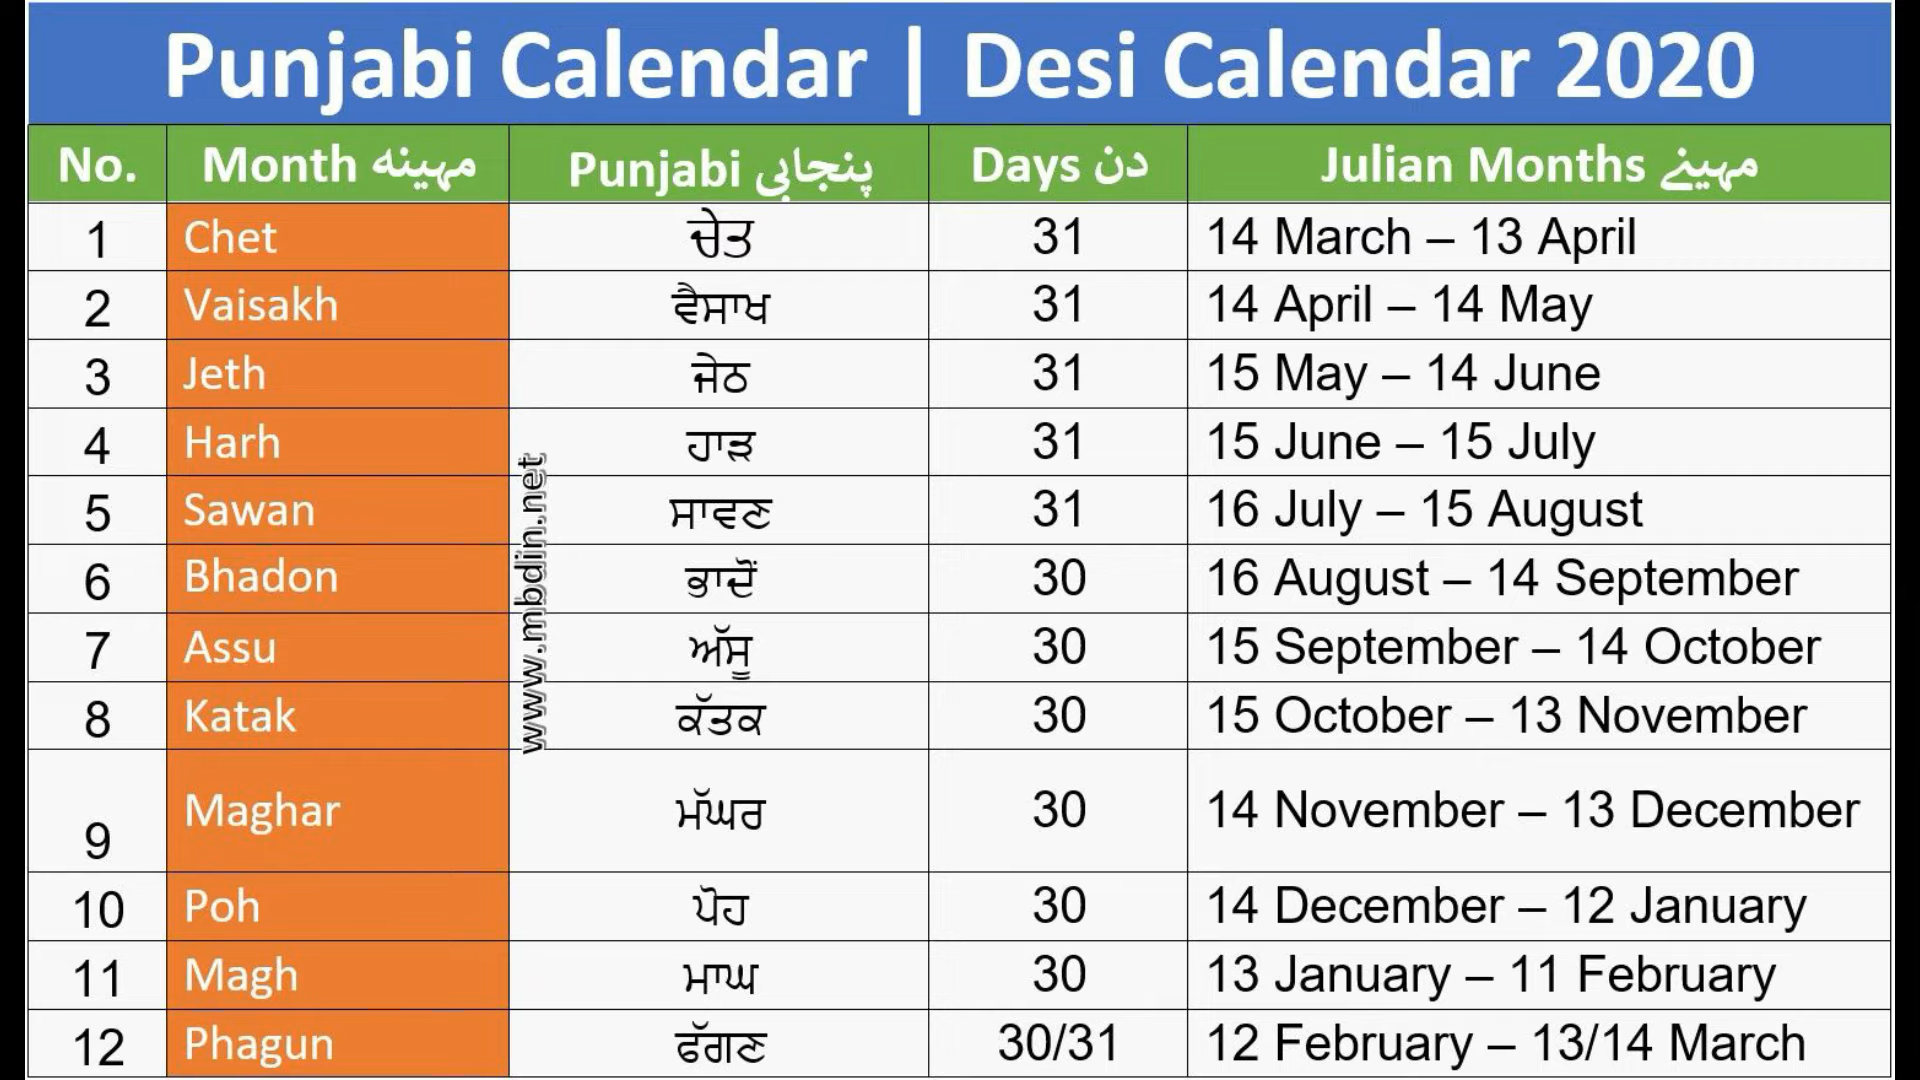 Punjabi Calendar | Desi Calendar 2020
No. Month مہینہ Punjabi پنجابی Days دن Julian Months مہینے
1 Chet ਚੇਤ 31 14 March – 13 April
2 Vaisakh ਵੈਸਾਖ 31 14 April – 14 May
3 Jeth ਜੇਠ 31 15 May – 14 June
4 Harh ਹਾੜ 31 15 June – 15 July
5 Sawan ਸਾਵਣ 31 16 July – 15 August
6 Bhadon ਭਾਦੋਂ 30 16 August – 14 September
7 Assu ਅੱਸੂ 30 15 September – 14 October
8 Katak ਕੱਤਕ 30 15 October – 13 November
9 Maghar ਮੱਘਰ 30 14 November – 13 December
10 Poh ਪੋਹ 30 14 December – 12 January
11 Magh ਮਾਘ 30 13 January – 11 February
12 Phagun ਫੱਗਣ 30/31 12 February – 13/14 March
www.mbdin.net